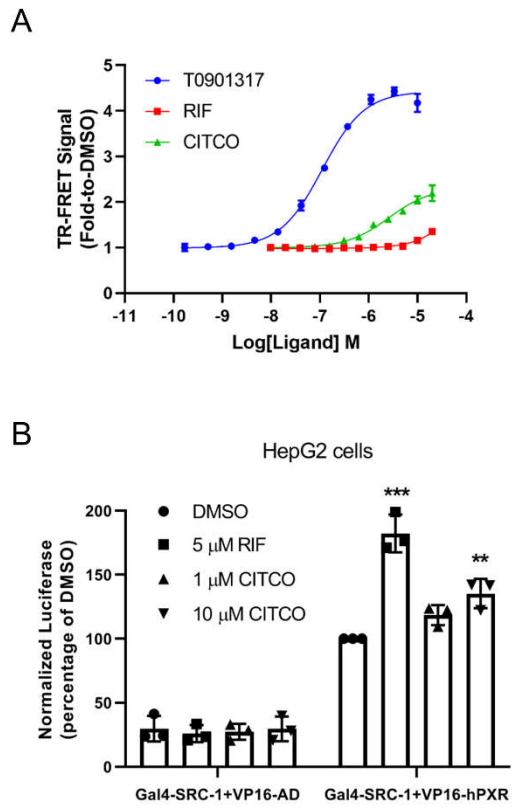 A
TR-FRET Signal
(Fold-to-DMSO)
5
4
3
2
1
0
T0901317
RIF
CITCO
-11 -10 -9 -8 -7 -6 -5 -4
Log[Ligand] M
B
HepG2 cells
Normalized Luciferase
(percentage of DMSO)
200
150
100
50
0
DMSO
5 μM RIF
1 μM CITCO
10 μM CITCO
***
**
Gal4-SRC-1+VP16-AD Gal4-SRC-1+VP16-hPXR